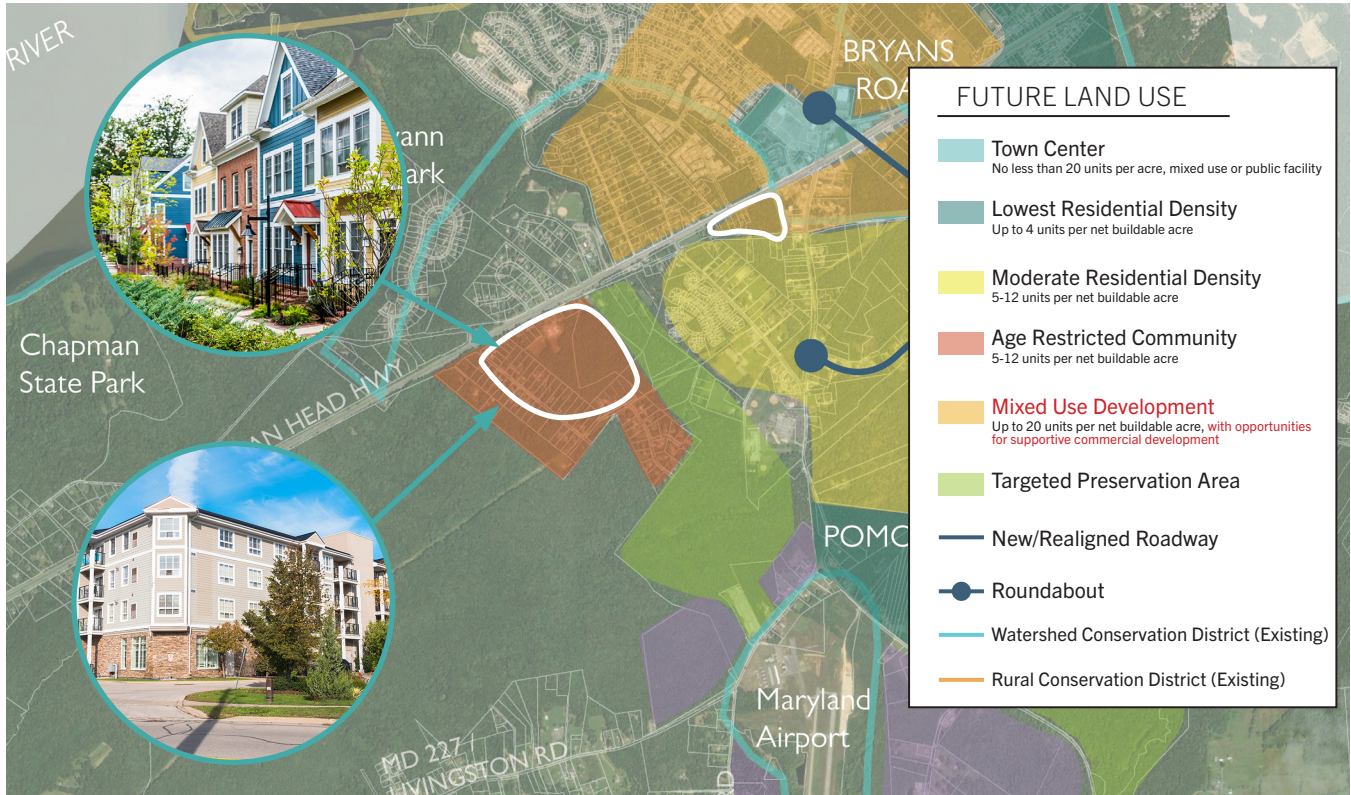 RIVER
BRYANS
ROA
vann
ark
Chapman
State Park
AN HEAD HWY
POMO
Maryland
Airport
MD 227 /
LIVINGSTON RD
RD
FUTURE LAND USE
Town Center
No less than 20 units per acre, mixed use or public facility
Lowest Residential Density
Up to 4 units per net buildable acre
Moderate Residential Density
5-12 units per net buildable acre
Age Restricted Community
5-12 units per net buildable acre
Mixed Use Development
Up to 20 units per net buildable acre, with opportunities
for supportive commercial development
Targeted Preservation Area
New/Realigned Roadway
Roundabout
Watershed Conservation District (Existing)
Rural Conservation District (Existing)